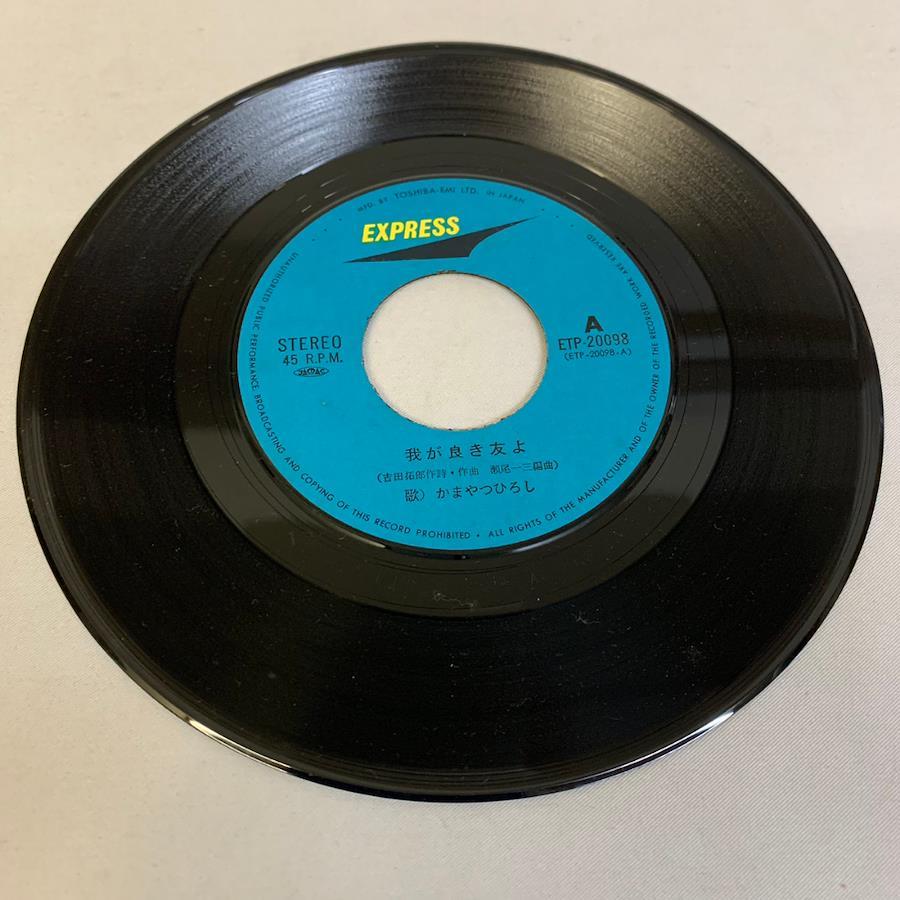 MFD. BY TOSHIBA-EMI LTD. IN JAPAN
EXPRESS
STEREO
45 R.P.M.
JASRAC
A
ETP-20098
(ETP-20098-A)
我が良き友よ
(吉田拓郎作詩・作曲 瀬尾一三編曲)
歌) かまやつひろし
UNAUTHORIZED PUBLIC PERFORMANCE, BROADCASTING AND COPYING OF THIS RECORD PROHIBITED • ALL RIGHTS OF THE MANUFACTURER AND OF THE OWNER OF THE RECORDED WORK ARE RESERVED